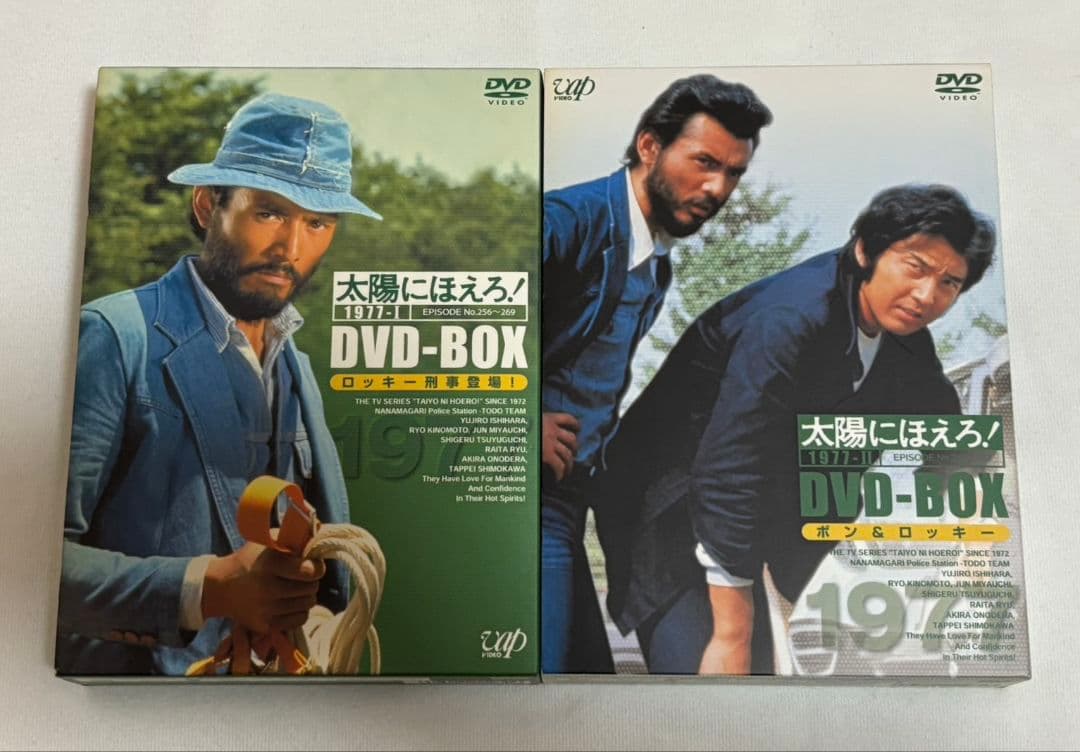 DVD
VIDEO
太陽にほえろ!
1977-I EPISODE No.256〜269
DVD-BOX
ロッキー刑事登場!
THE TV SERIES "TAIYO NI HOERO!" SINCE 1972
NANAMAGARI Police Station -TODO TEAM
YUJIRO ISHIHARA,
RYO KINOMOTO, JUN MIYAUCHI,
SHIGERU TSUYUGUCHI,
RAITA RYU,
AKIRA ONODERA,
TAPPEI SHIMOKAWA
They Have Love For Mankind
And Confidence
In Their Hot Spirits!
197
vap
VIDEO
vap
VIDEO
DVD
VIDEO
太陽にほえろ!
1977-II EPISODE
DVD-BOX
ボン&ロッキー
THE TV SERIES "TAIYO NI HOERO!" SINCE 1972
NANAMAGARI Police Station -TODO TEAM
YUJIRO ISHIHARA,
RYO KINOMOTO, JUN MIYAUCHI,
SHIGERU TSUYUGUCHI,
RAITA RYU,
AKIRA ONODERA,
TAPPEI SHIMOKAWA
They Have Love For Mankind
And Confidence
In Their Hot Spirits!
197